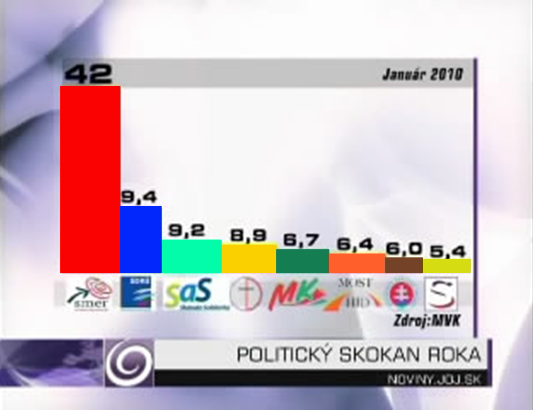 42
Január 2010
9,4
9,2
8,9
6,7
6,4
6,0
5,4
smer
SDKÚ
SaS
MK
MOST
HÍD
S
Zdroj:MVK
POLITICKÝ SKOKAN ROKA
NOVINY.JOJ.SK